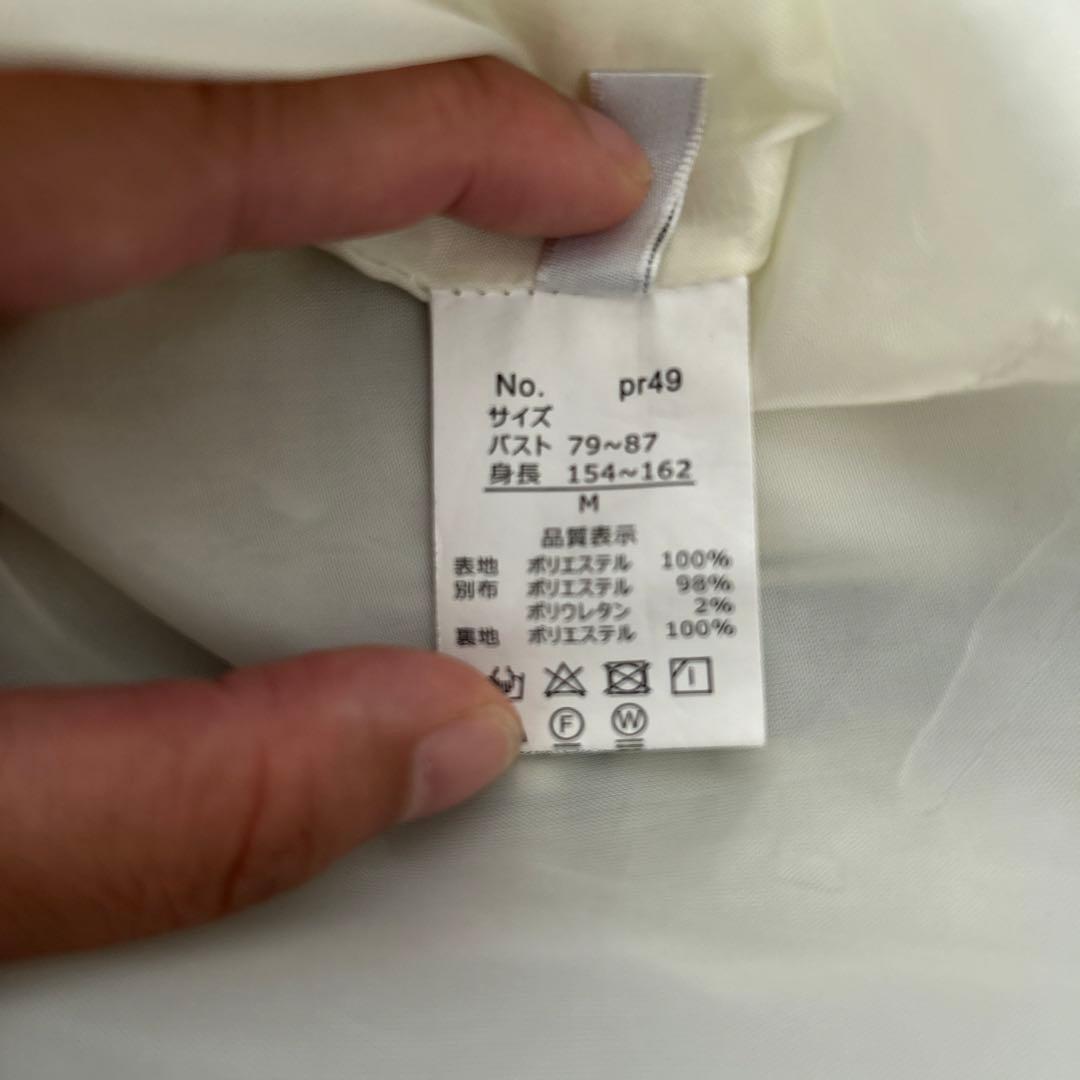 No. pr49
サイズ
バスト 79~87
身長 154~162
M
品質表示
表地 ポリエステル 100%
別布 ポリエステル 98%
ポリウレタン 2%
裏地 ポリエステル 100%
F W